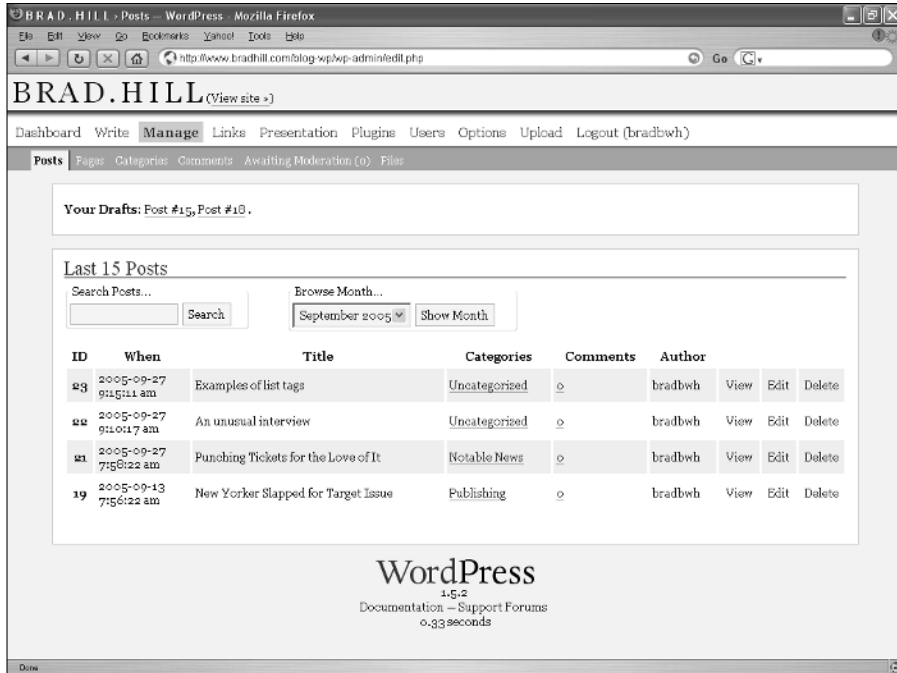 BRAD.HILL › Posts — WordPress - Mozilla Firefox
File Edit View Go Bookmarks Yahoo! Tools Help
http://www.bradhill.com/blog-wp/wp-admin/edit.php Go G
BRAD.HILL (View site »)
Dashboard Write Manage Links Presentation Plugins Users Options Upload Logout (bradbwh)
Posts Pages Categories Comments Awaiting Moderation (0) Files
Your Drafts: Post #15, Post #18 .
Last 15 Posts
Search Posts... Browse Month...
Search September 2005 Show Month
ID When Title Categories Comments Author
23 2005-09-27 9:15:11 am Examples of list tags Uncategorized 0 bradbwh View Edit Delete
22 2005-09-27 9:10:17 am An unusual interview Uncategorized 0 bradbwh View Edit Delete
21 2005-09-27 7:58:22 am Punching Tickets for the Love of It Notable News 0 bradbwh View Edit Delete
19 2005-09-13 7:56:22 am New Yorker Slapped for Target Issue Publishing 0 bradbwh View Edit Delete
WordPress
1.5.2
Documentation — Support Forums
0.33 seconds
Done